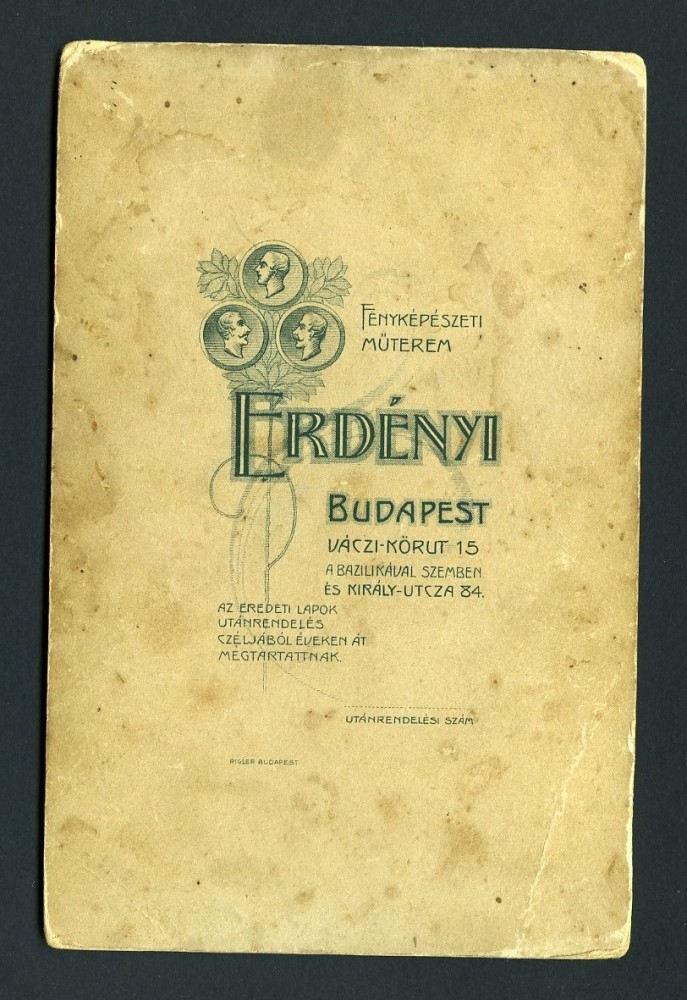 FÉNYKÉPÉSZETI
MŰTEREM
ERDÉNYI
BUDAPEST
VÁCZI-KÖRUT 15
A BAZILIKÁVAL SZEMBEN
ÉS KIRÁLY-UTCZA 84.
AZ EREDETI LAPOK
UTÁNRENDELÉS
CZÉLJÁBÓL ÉVEKEN ÁT
MEGTARTATTNAK.
UTÁNRENDELÉSI SZÁM
RIGLER BUDAPEST